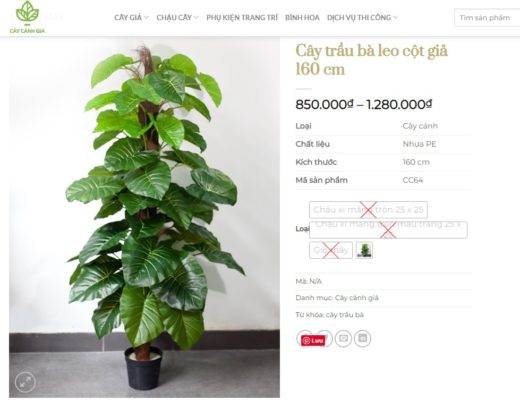 CÂY CẢNH GIẢ
CÂY GIẢ CHẬU CÂY PHỤ KIỆN TRANG TRÍ BÌNH HOA DỊCH VỤ THI CÔNG
Tìm sản phẩm
Cây trầu bà leo cột giả
160 cm
850.000₫ – 1.280.000₫
Loại Cây cảnh
Chất liệu Nhựa PE
Kích thước 160 cm
Mã sản phẩm CC64
Chậu xi măng tròn 25 x 25
Loại Chậu xi măng tròn màu trắng 25 x
Giỏ mây
Mã: N/A
Danh mục: Cây cảnh giả
Từ khóa: cây trầu bà
Lưu